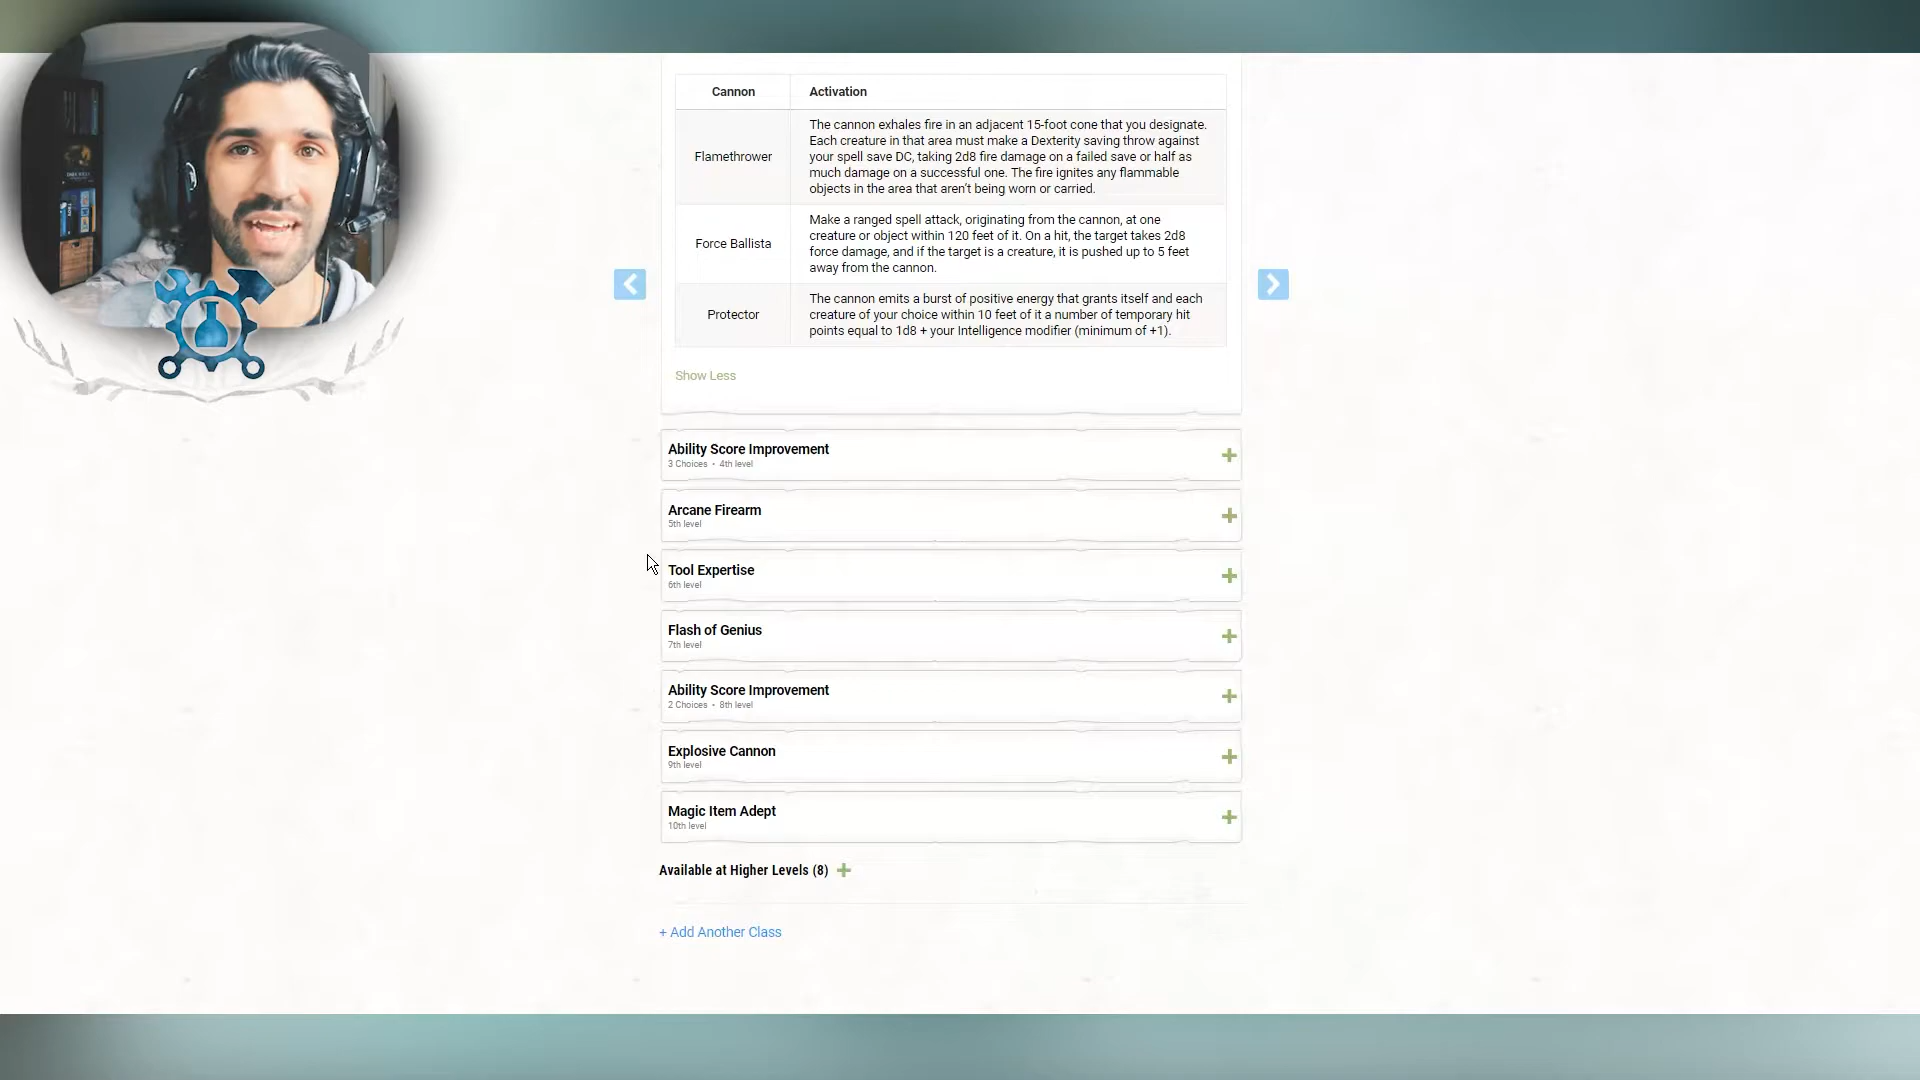 Cannon
Activation
Flamethrower
The cannon exhales fire in an adjacent 15-foot cone that you designate.
Each creature in that area must make a Dexterity saving throw against
your spell save DC, taking 2d8 fire damage on a failed save or half as
much damage on a successful one. The fire ignites any flammable
objects in the area that aren't being worn or carried.
Force Ballista
Make a ranged spell attack, originating from the cannon, at one
creature or object within 120 feet of it. On a hit, the target takes 2d8
force damage, and if the target is a creature, it is pushed up to 5 feet
away from the cannon.
Protector
The cannon emits a burst of positive energy that grants itself and each
creature of your choice within 10 feet of it a number of temporary hit
points equal to 1d8 + your Intelligence modifier (minimum of +1).
Show Less
Ability Score Improvement
3 Choices • 4th level
Arcane Firearm
5th level
Tool Expertise
6th level
Flash of Genius
7th level
Ability Score Improvement
2 Choices • 8th level
Explosive Cannon
9th level
Magic Item Adept
10th level
Available at Higher Levels (8)
+ Add Another Class